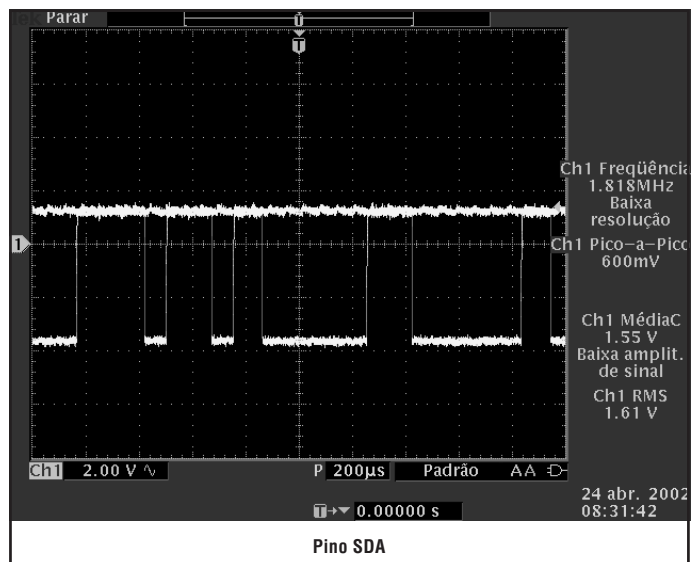 Parar
T
T
Ch1 Freqüência
1.818MHz
Baixa
resolução
1
Ch1 Pico-a-Pico
600mV
Ch1 MédiaC
1.55 V
Baixa amplit.
de sinal
Ch1 RMS
1.61 V
Ch1 2.00 V P 200µs Padrão AA
24 abr. 2002
T 0.00000 s 08:31:42
Pino SDA